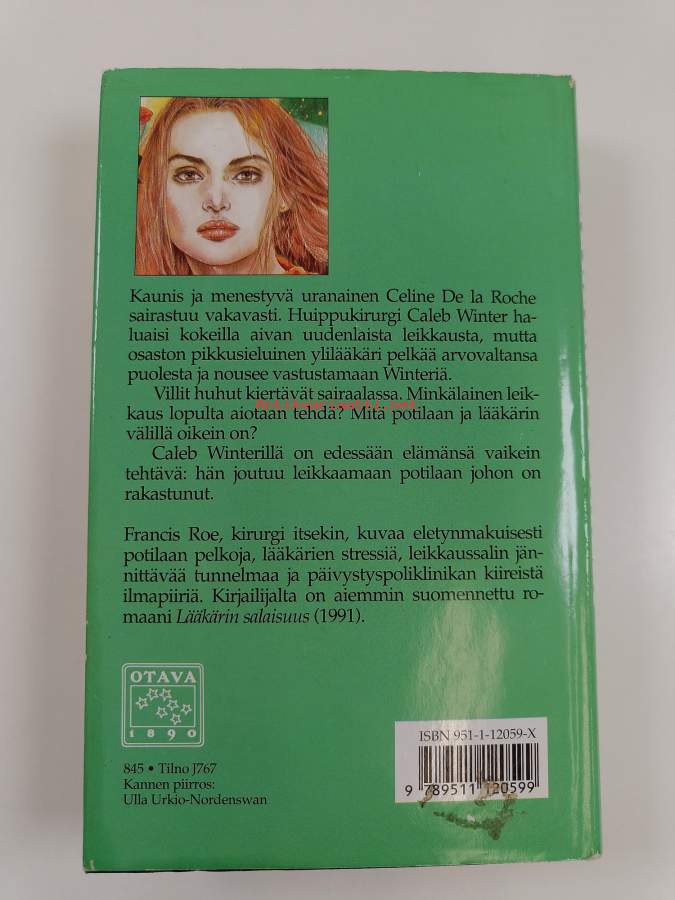 Kaunis ja menestyvä uranainen Celine De la Roche
sairastuu vakavasti. Huippukirurgi Caleb Winter ha-
luaisi kokeilla aivan uudenlaista leikkausta, mutta
osaston pikkusieluinen ylilääkäri pelkää arvovaltansa
puolesta ja nousee vastustamaan Winteriä.
Villit huhut kiertävät sairaalassa. Minkälainen leik-
kaus lopulta aiotaan tehdä? Mitä potilaan ja lääkärin
välillä oikein on?
Caleb Winterillä on edessään elämänsä vaikein
tehtävä: hän joutuu leikkaamaan potilaan johon on
rakastunut.
Francis Roe, kirurgi itsekin, kuvaa eletynmakuisesti
potilaan pelkoja, lääkärien stressiä, leikkaussalin jän-
nittävää tunnelmaa ja päivystyspoliklinikan kiireistä
ilmapiiriä. Kirjailijalta on aiemmin suomennettu ro-
maani Lääkärin salaisuus (1991).
OTAVA
1890
845 • Tilno J767
Kannen piirros:
Ulla Urkio-Nordenswan
ISBN 951-1-12059-X
9 789511 120599